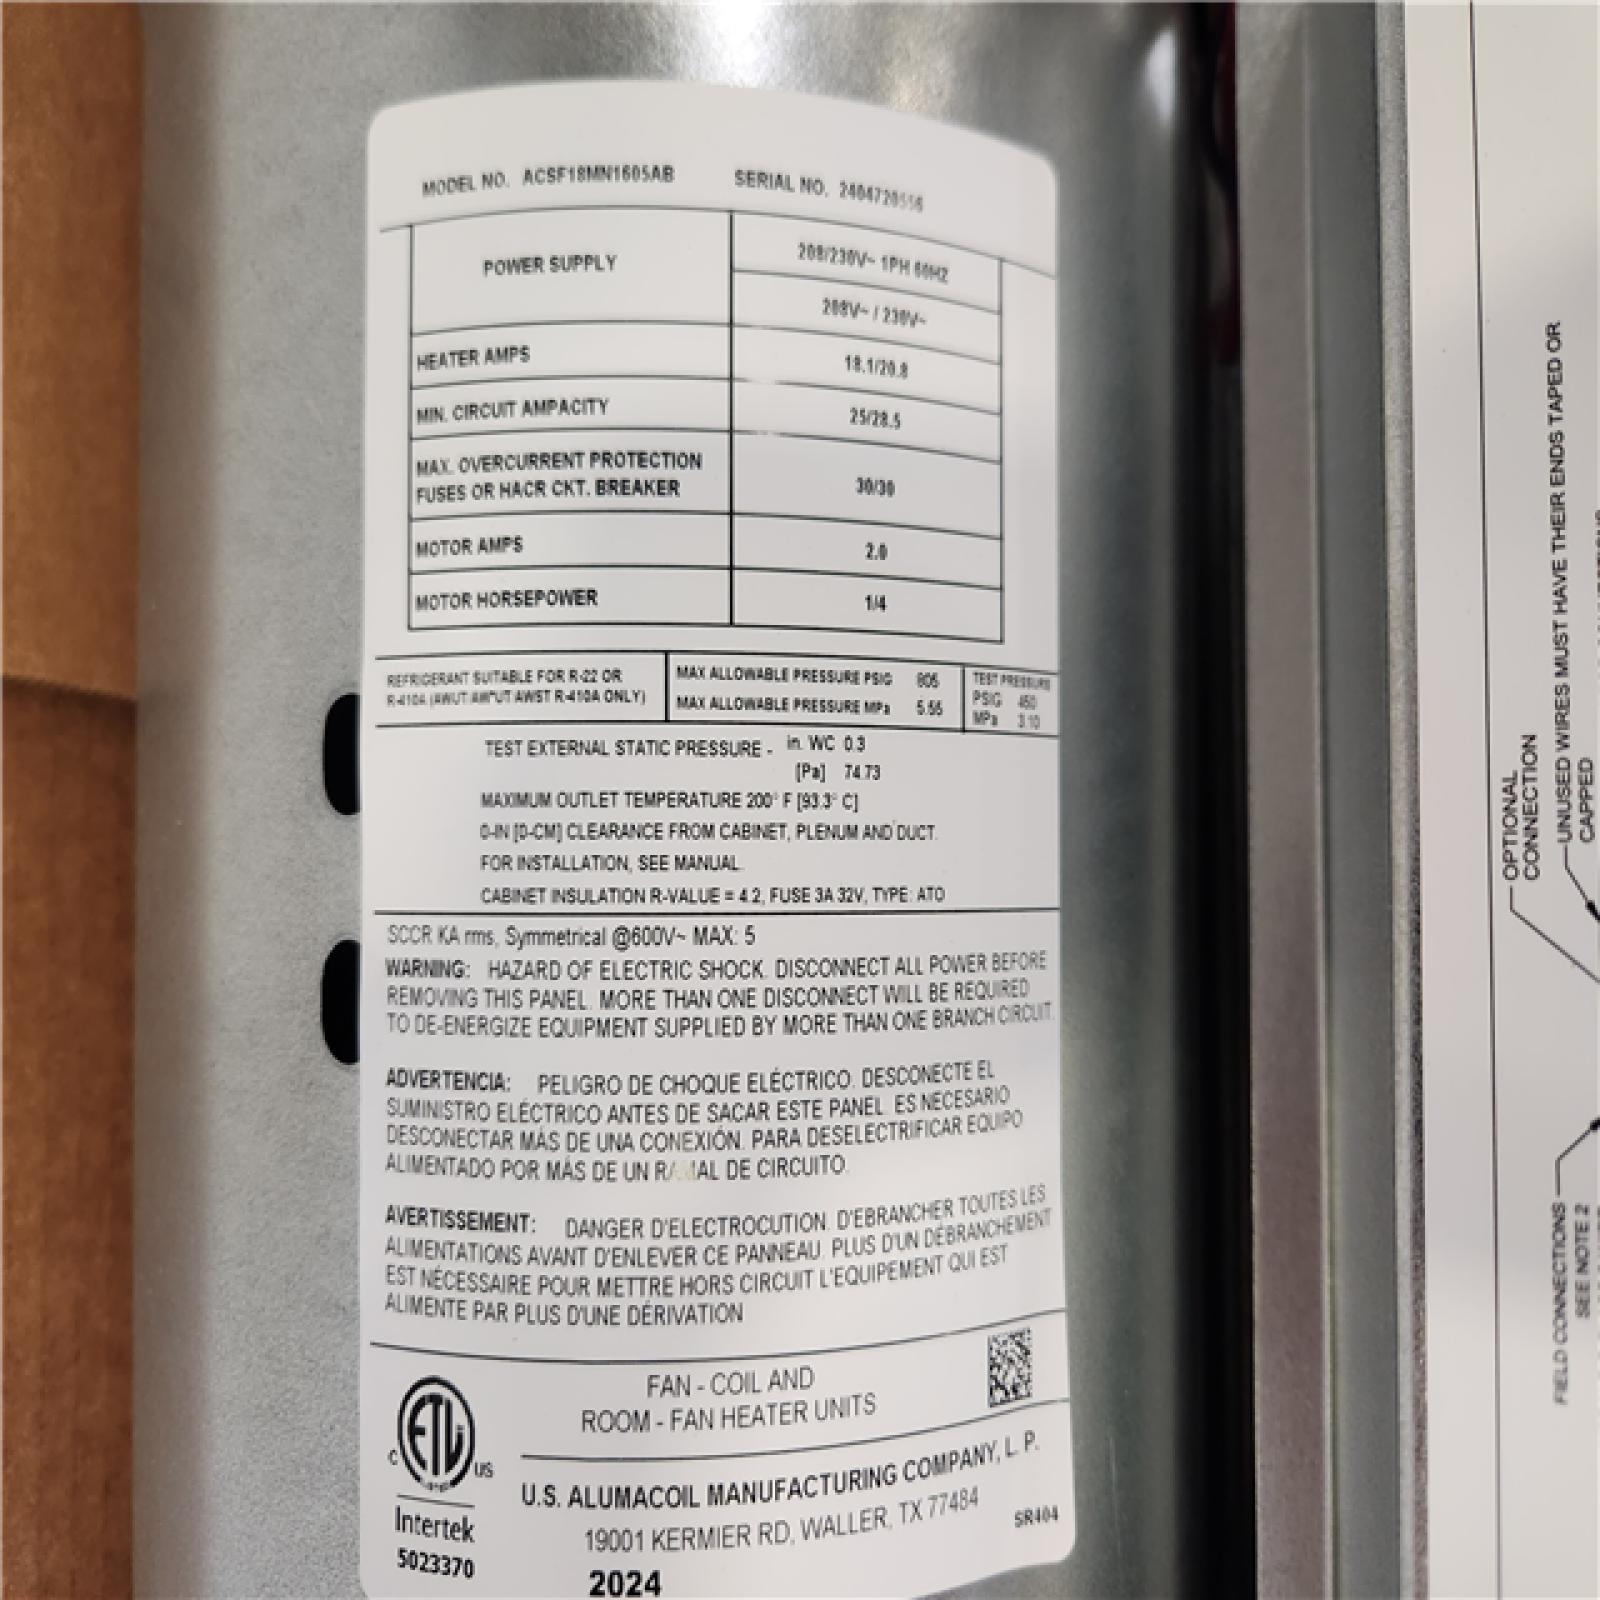 MODEL NO. ACSF18MN1605AB SERIAL NO.
POWER SUPPLY 208/230V~ 1PH 60HZ
208V~ / 230V~
HEATER AMPS 18.1/20.8
MIN. CIRCUIT AMPACITY 25/28.5
MAX. OVERCURRENT PROTECTION
FUSES OR HACR CKT. BREAKER 30/30
MOTOR AMPS 2.0
MOTOR HORSEPOWER 1/4
REFRIGERANT SUITABLE FOR R-22 OR
R-410A (AWUT AWST R-410A ONLY)
MAX ALLOWABLE PRESSURE PSIG
MAX ALLOWABLE PRESSURE MPa
TEST PRESSURE
PSIG 450
MPa 3.10
TEST EXTERNAL STATIC PRESSURE - in. WC 0.3
[Pa] 74.73
MAXIMUM OUTLET TEMPERATURE 200° F [93.3° C]
0-IN [0-CM] CLEARANCE FROM CABINET, PLENUM AND DUCT.
FOR INSTALLATION, SEE MANUAL.
CABINET INSULATION R-VALUE = 4.2, FUSE 3A 32V, TYPE: ATO
SCCR KA rms, Symmetrical @600V~ MAX: 5
WARNING: HAZARD OF ELECTRIC SHOCK. DISCONNECT ALL POWER BEFORE
REMOVING THIS PANEL. MORE THAN ONE DISCONNECT WILL BE REQUIRED
TO DE-ENERGIZE EQUIPMENT SUPPLIED BY MORE THAN ONE BRANCH CIRCUIT.
ADVERTENCIA: PELIGRO DE CHOQUE ELÉCTRICO. DESCONECTE EL
SUMINISTRO ELÉCTRICO ANTES DE SACAR ESTE PANEL. ES NECESARIO
DESCONECTAR MÁS DE UNA CONEXIÓN. PARA DESELECTRIFICAR EQUIPO
ALIMENTADO POR MÁS DE UN RAMAL DE CIRCUITO.
AVERTISSEMENT: DANGER D'ELECTROCUTION. D'EBRANCHER TOUTES LES
ALIMENTATIONS AVANT D'ENLEVER CE PANNEAU. PLUS D'UN DÉBRANCHEMENT
EST NÉCESSAIRE POUR METTRE HORS CIRCUIT L'EQUIPEMENT QUI EST
ALIMENTE PAR PLUS D'UNE DÉRIVATION
FAN - COIL AND
ROOM - FAN HEATER UNITS
C ETL US
Intertek
5023370
U.S. ALUMACOIL MANUFACTURING COMPANY, L. P.
19001 KERMIER RD, WALLER, TX 77484
SR404
2024
OPTIONAL
CONNECTION
UNUSED WIRES MUST HAVE THEIR ENDS TAPED OR
CAPPED
FIELD CONNECTIONS
SEE NOTE 2